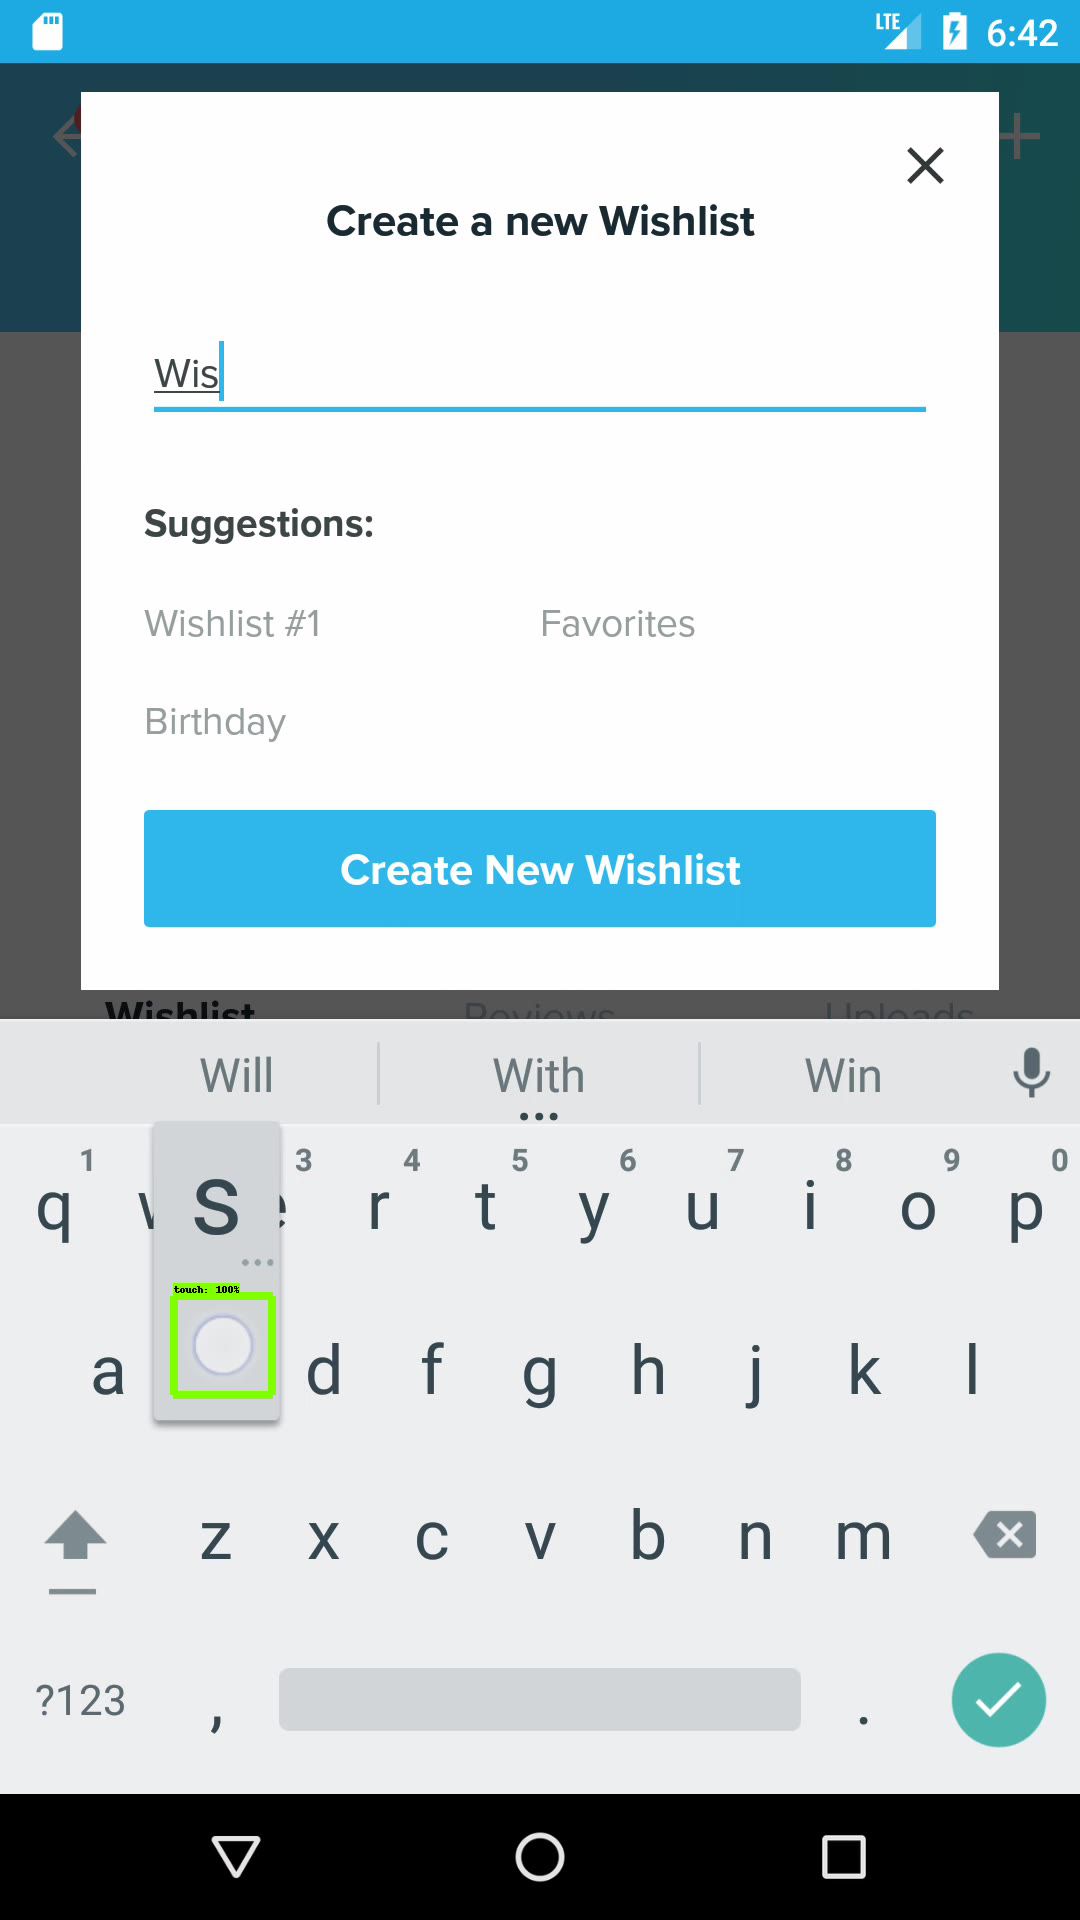 LTE 6:42
Create a new Wishlist
Wis
Suggestions:
Wishlist #1 Favorites
Birthday
Create New Wishlist
Wishlist Reviews Uploads
Will With Win
1 3 4 5 6 7 8 9 0
q w e r t y u i o p
s
touch: 100%
a d f g h j k l
z x c v b n m
?123 , .